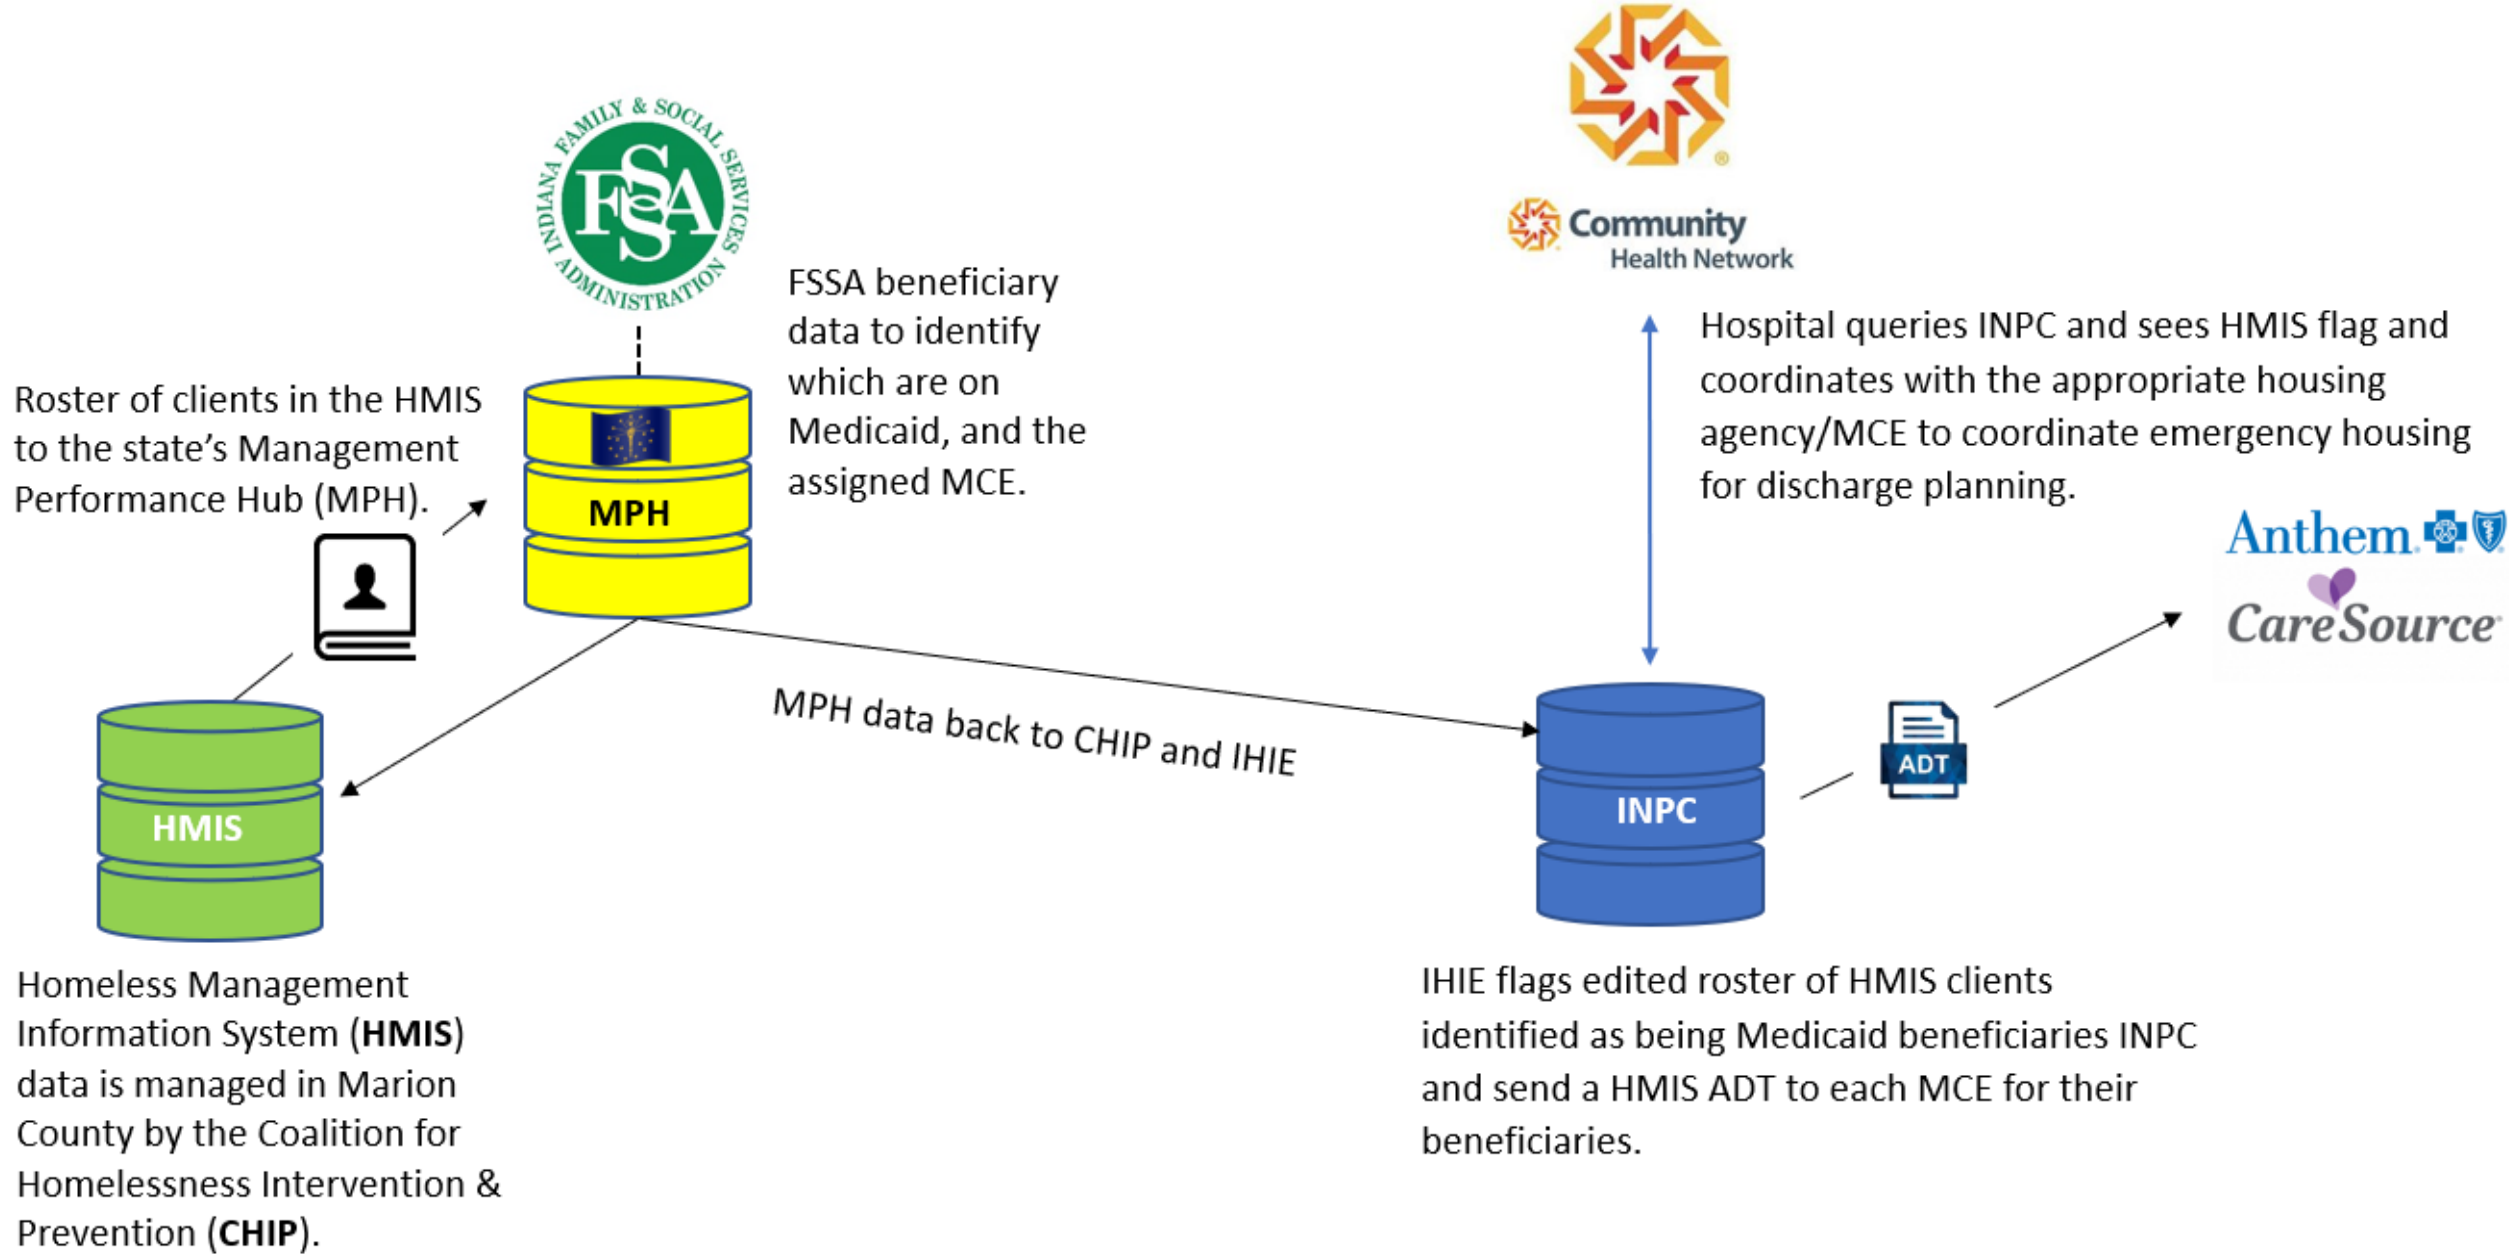 INDIANA FAMILY & SOCIAL SERVICES ADMINISTRATION
FSSA
Community
Health Network
®
FSSA beneficiary
data to identify
which are on
Medicaid, and the
assigned MCE.
Roster of clients in the HMIS
to the state’s Management
Performance Hub (MPH).
MPH
Hospital queries INPC and sees HMIS flag and
coordinates with the appropriate housing
agency/MCE to coordinate emergency housing
for discharge planning.
Anthem
CareSource
MPH data back to CHIP and IHIE
HMIS
INPC
ADT
Homeless Management
Information System (HMIS)
data is managed in Marion
County by the Coalition for
Homelessness Intervention &
Prevention (CHIP).
IHIE flags edited roster of HMIS clients
identified as being Medicaid beneficiaries INPC
and send a HMIS ADT to each MCE for their
beneficiaries.